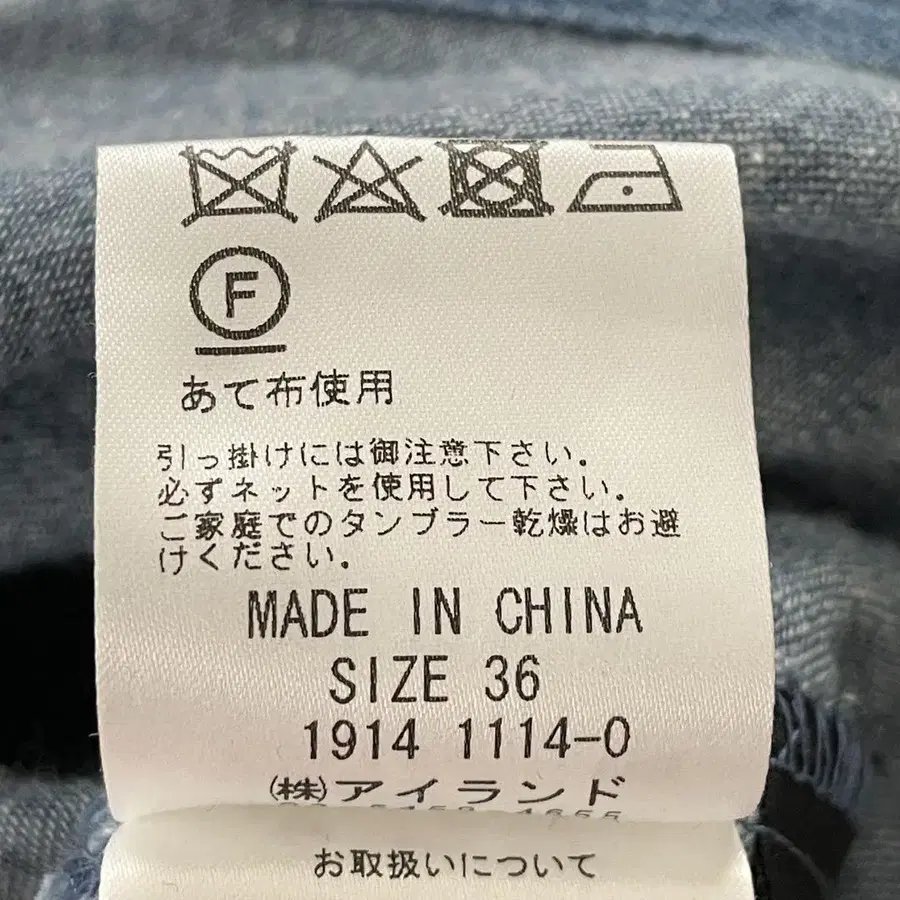 F
あて布使用
引っ掛けには御注意下さい。
必ずネットを使用して下さい。
ご家庭でのタンブラー乾燥はお避
けください。
MADE IN CHINA
SIZE 36
1914 1114-0
(株)アイランド
お取扱いについて